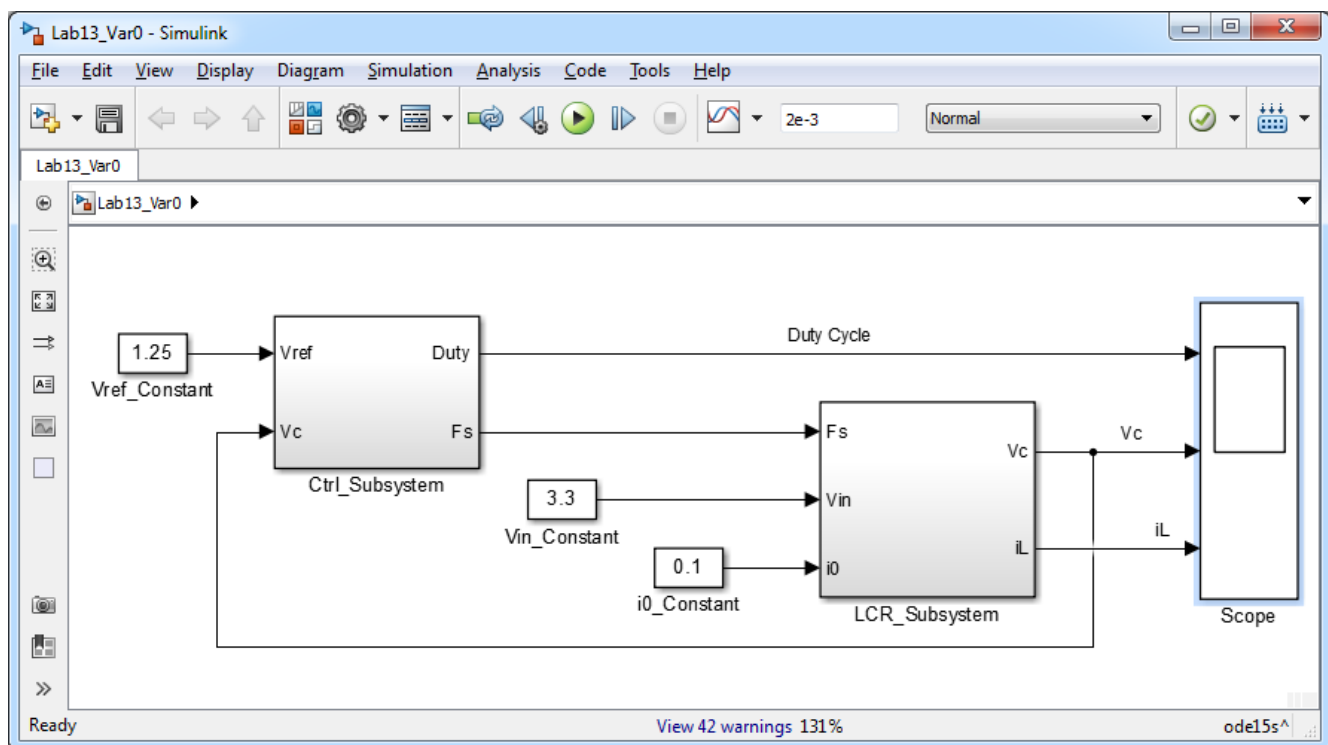 Lab13_Var0 - Simulink
File Edit View Display Diagram Simulation Analysis Code Tools Help
2e-3 Normal
Lab13_Var0
Lab13_Var0
Duty Cycle
1.25 Vref Duty
Vref_Constant
Vc Fs Fs Vc Vc
Ctrl_Subsystem
3.3 Vin
Vin_Constant
iL iL
0.1 i0
i0_Constant LCR_Subsystem Scope
Ready View 42 warnings 131% ode15s^